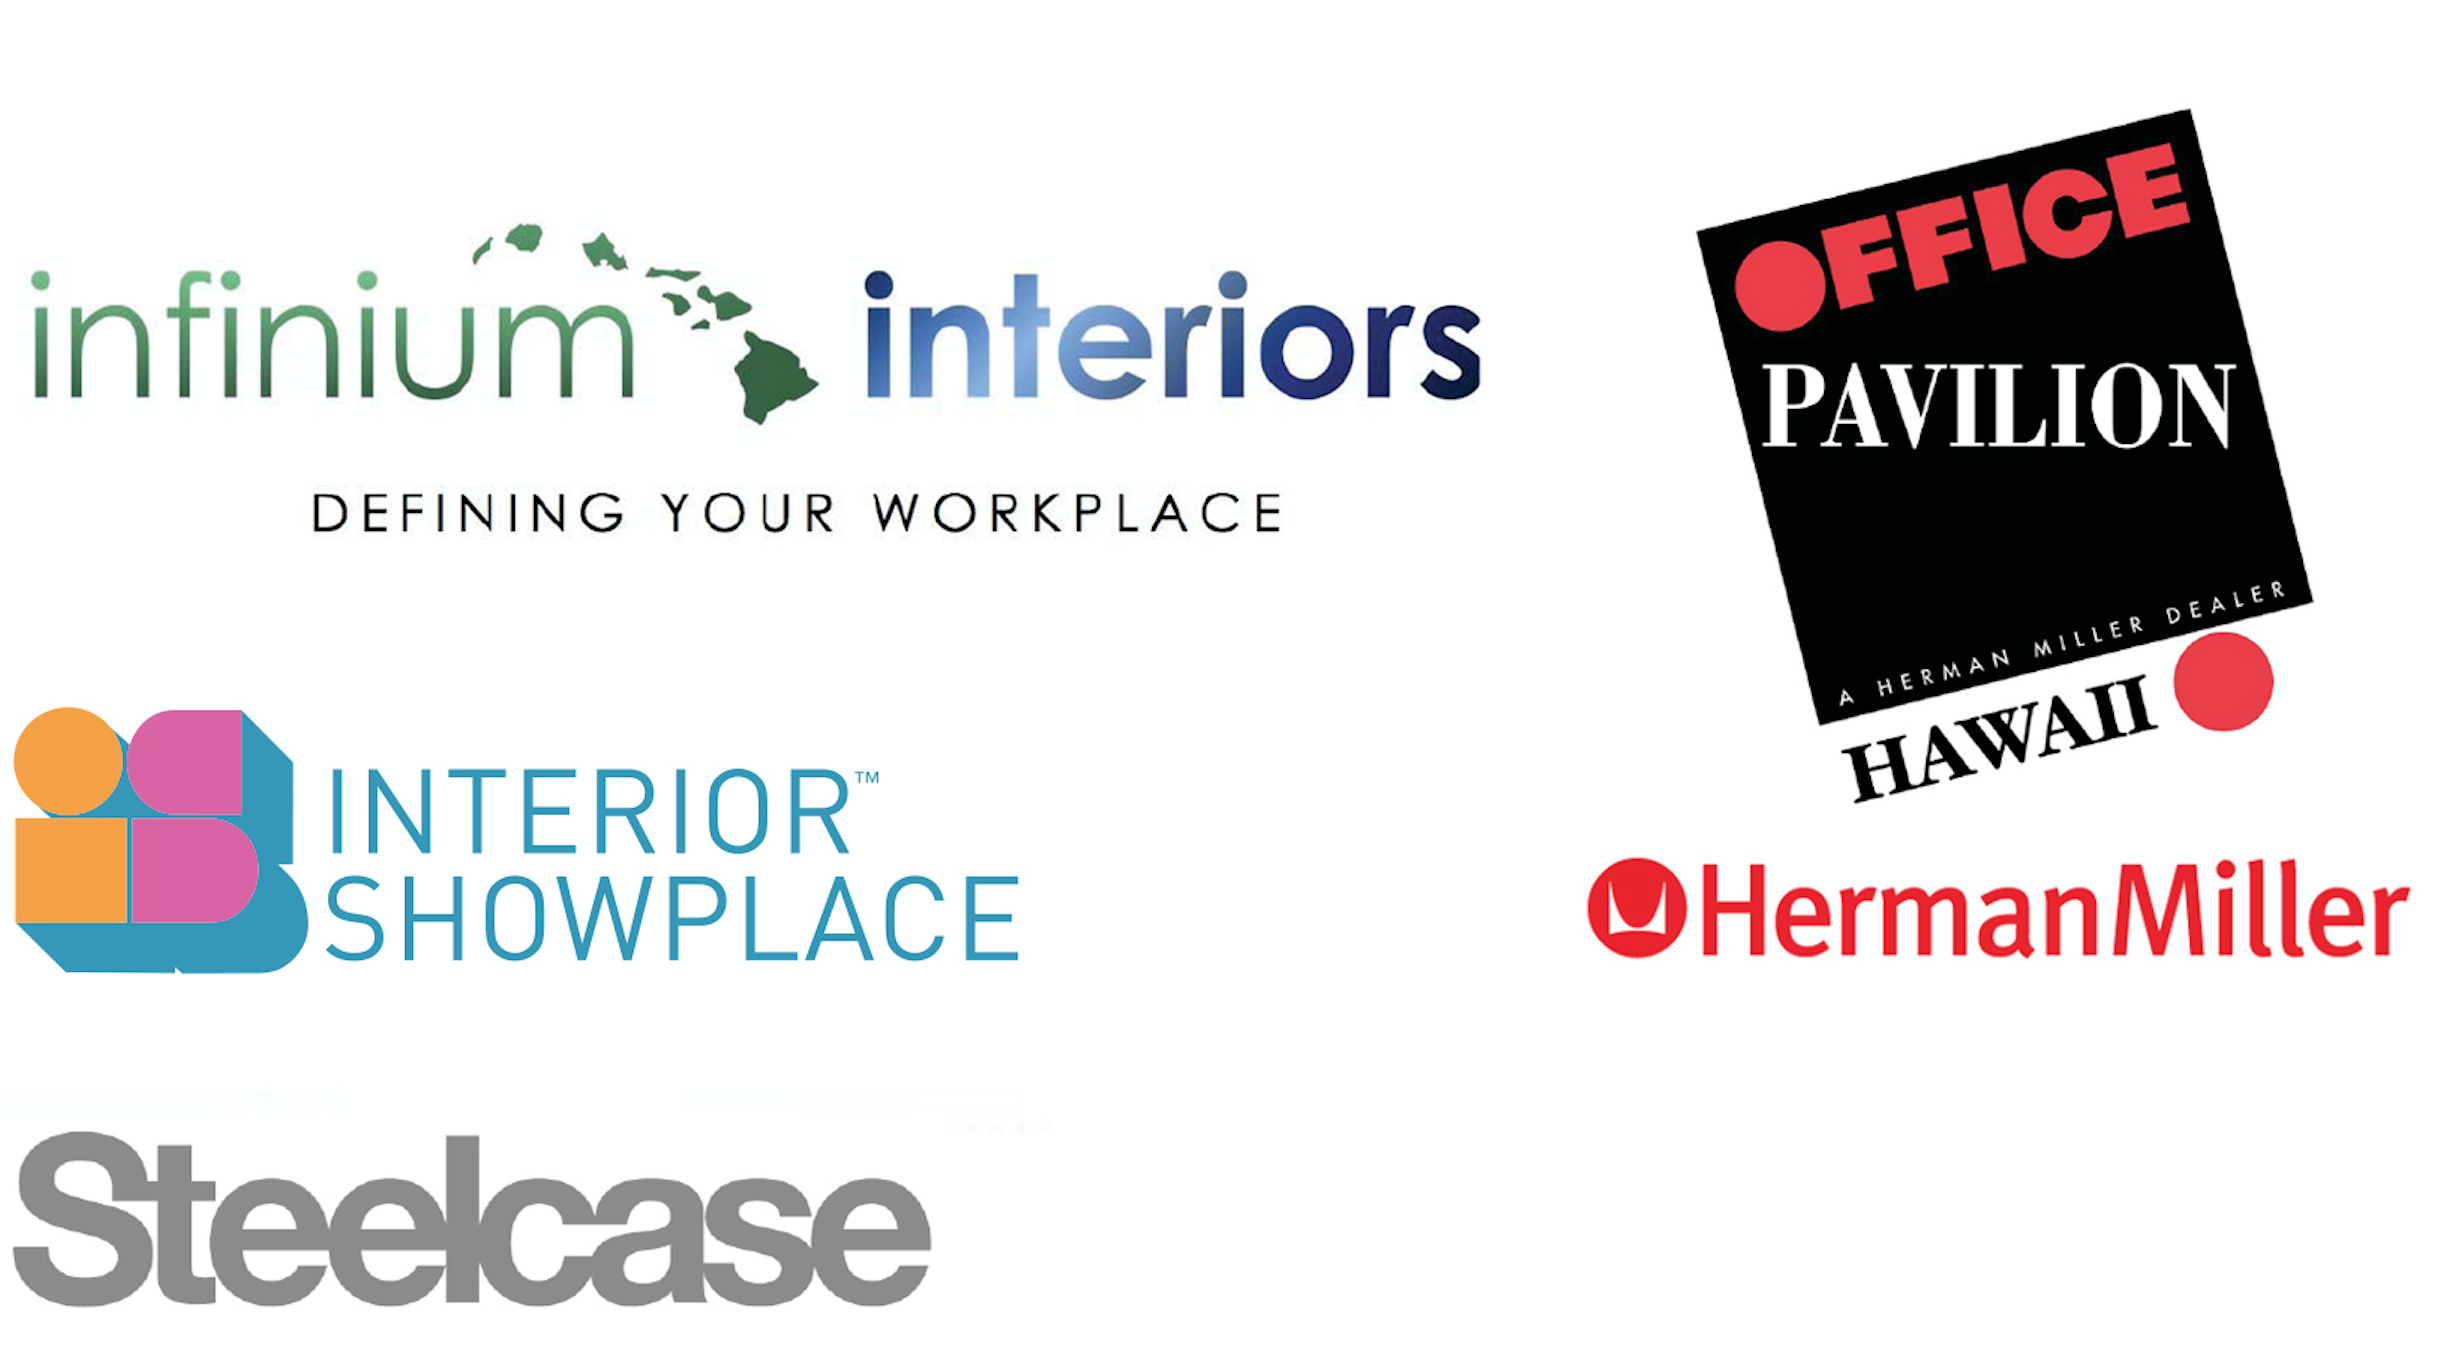 infinium interiors
DEFINING YOUR WORKPLACE
OFFICE
PAVILION
A HERMAN MILLER DEALER
HAWAII
INTERIOR™
SHOWPLACE
HermanMiller
Steelcase